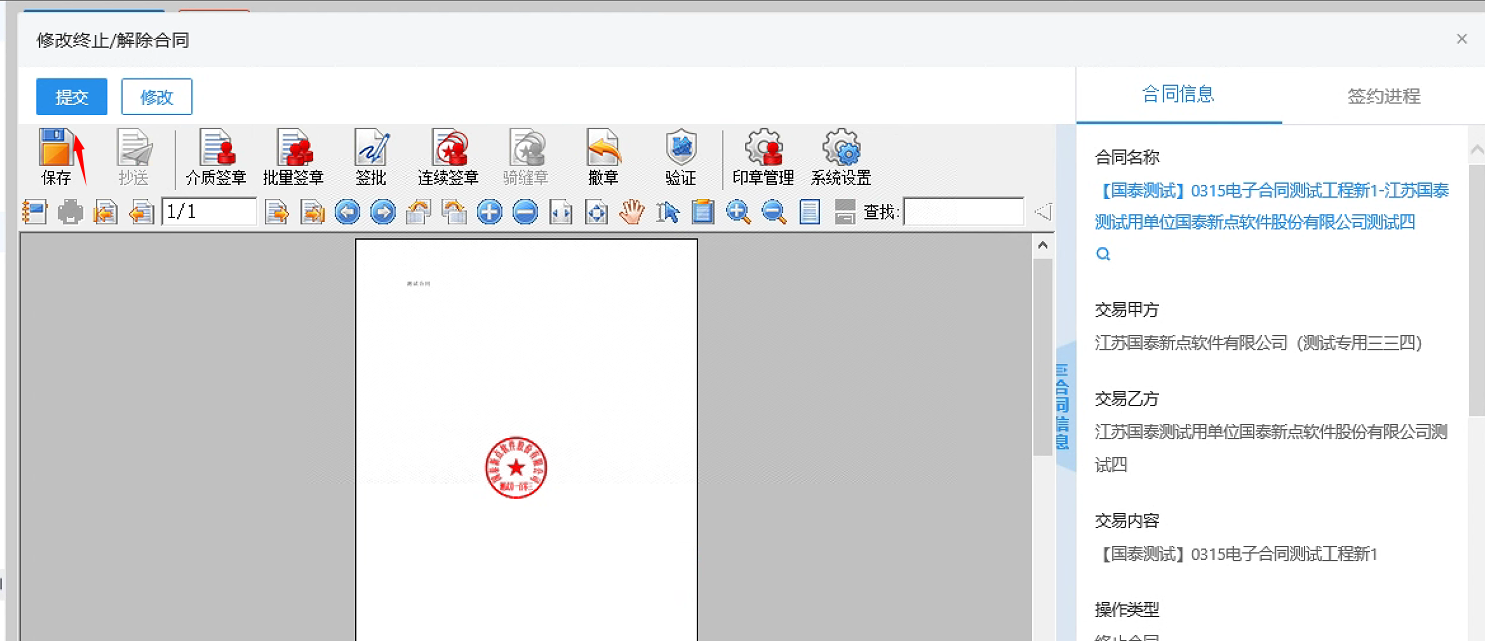 修改终止/解除合同
×
提交
修改
合同信息
签约进程
保存
抄送
介质签章
批量签章
签批
连续签章
骑缝章
撤章
验证
印章管理
系统设置
1/1
查找:
测试合同
合同信息
合同名称
【国泰测试】0315电子合同测试工程新1-江苏国泰
测试用单位国泰新点软件股份有限公司测试四
交易甲方
江苏国泰新点软件有限公司（测试专用三三四）
交易乙方
江苏国泰测试用单位国泰新点软件股份有限公司测
试四
交易内容
【国泰测试】0315电子合同测试工程新1
操作类型
终止合同